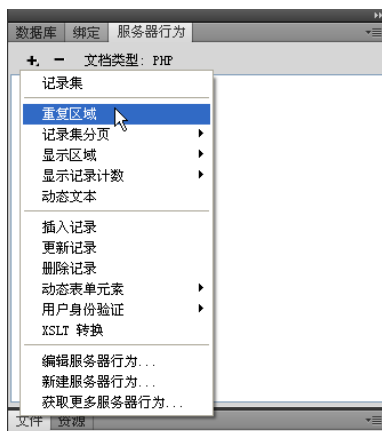 数据库 绑定 服务器行为
+. − 文档类型: PHP
记录集
重复区域
记录集分页
显示区域
显示记录计数
动态文本
插入记录
更新记录
删除记录
动态表单元素
用户身份验证
XSLT 转换
编辑服务器行为...
新建服务器行为...
获取更多服务器行为...
文件 资源